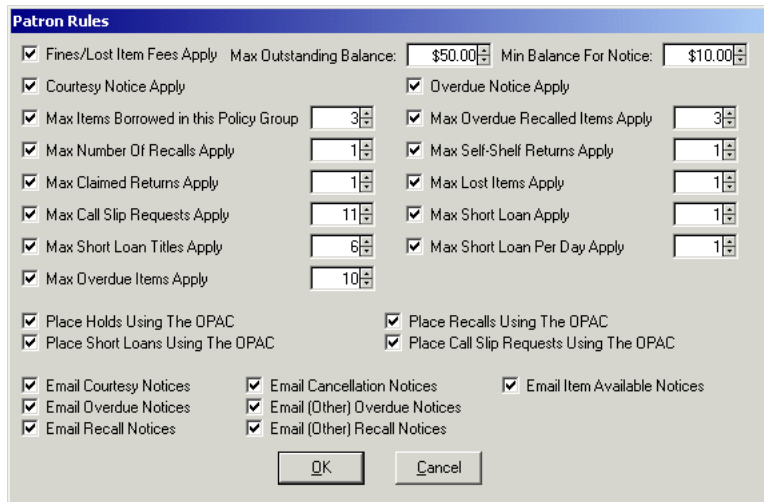 Patron Rules
Fines/Lost Item Fees Apply Max Outstanding Balance: $50.00 Min Balance For Notice: $10.00
Courtesy Notice Apply Overdue Notice Apply
Max Items Borrowed in this Policy Group 3 Max Overdue Recalled Items Apply 3
Max Number Of Recalls Apply 1 Max Self-Shelf Returns Apply 1
Max Claimed Returns Apply 1 Max Lost Items Apply 1
Max Call Slip Requests Apply 11 Max Short Loan Apply 1
Max Short Loan Titles Apply 6 Max Short Loan Per Day Apply 1
Max Overdue Items Apply 10
Place Holds Using The OPAC Place Recalls Using The OPAC
Place Short Loans Using The OPAC Place Call Slip Requests Using The OPAC
Email Courtesy Notices Email Cancellation Notices Email Item Available Notices
Email Overdue Notices Email (Other) Overdue Notices
Email Recall Notices Email (Other) Recall Notices
OK Cancel